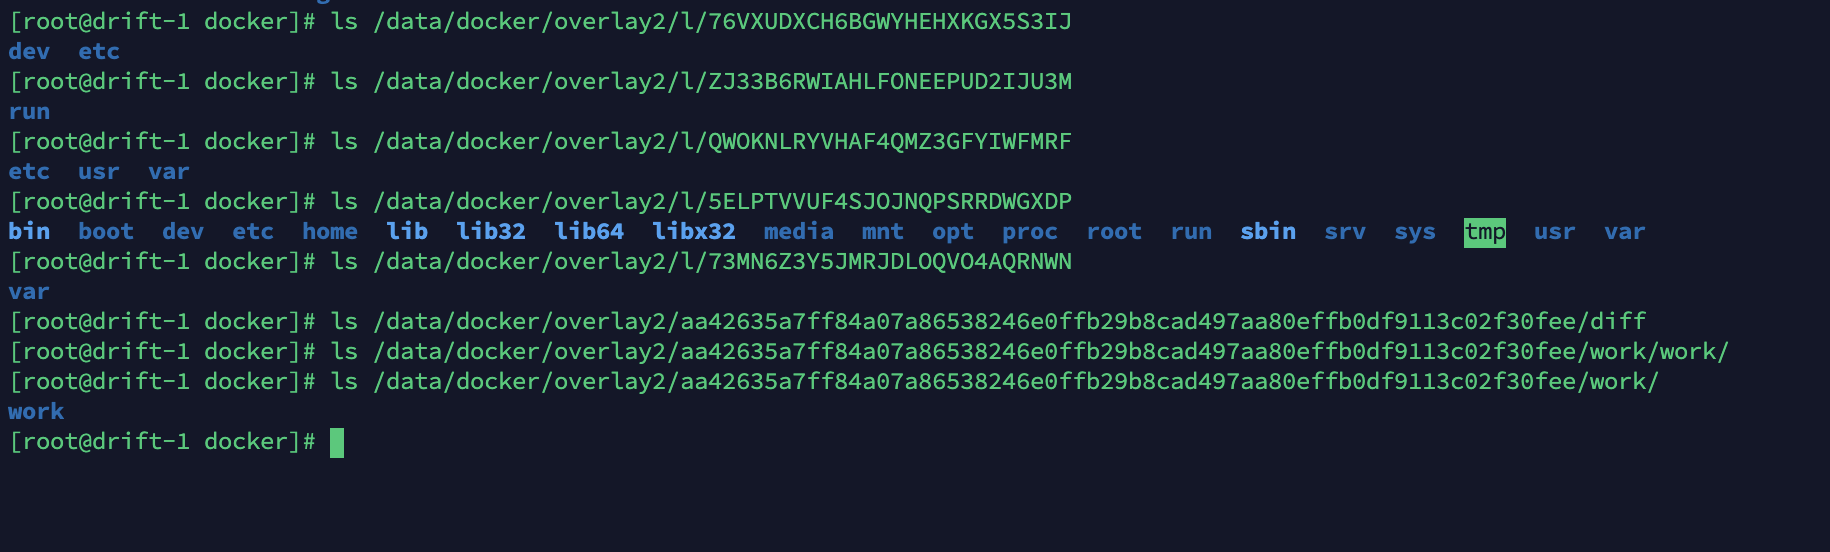 [root@drift-1 docker]# ls /data/docker/overlay2/l/76VXUDXCH6BGWYHEHXKGX5S3IJ
dev  etc
[root@drift-1 docker]# ls /data/docker/overlay2/l/ZJ33B6RWIAHLFONEEPUD2IJU3M
run
[root@drift-1 docker]# ls /data/docker/overlay2/l/QWOKNLRYVHAF4QMZ3GFYIWFMRF
etc  usr  var
[root@drift-1 docker]# ls /data/docker/overlay2/l/5ELPTVVUF4SJOJNQPSRRDWGXDP
bin  boot  dev  etc  home  lib  lib32  lib64  libx32  media  mnt  opt  proc  root  run  sbin  srv  sys  tmp  usr  var
[root@drift-1 docker]# ls /data/docker/overlay2/l/73MN6Z3Y5JMRJDLOQVO4AQRNWN
var
[root@drift-1 docker]# ls /data/docker/overlay2/aa42635a7ff84a07a86538246e0ffb29b8cad497aa80effb0df9113c02f30fee/diff
[root@drift-1 docker]# ls /data/docker/overlay2/aa42635a7ff84a07a86538246e0ffb29b8cad497aa80effb0df9113c02f30fee/work/work/
[root@drift-1 docker]# ls /data/docker/overlay2/aa42635a7ff84a07a86538246e0ffb29b8cad497aa80effb0df9113c02f30fee/work/
work
[root@drift-1 docker]#